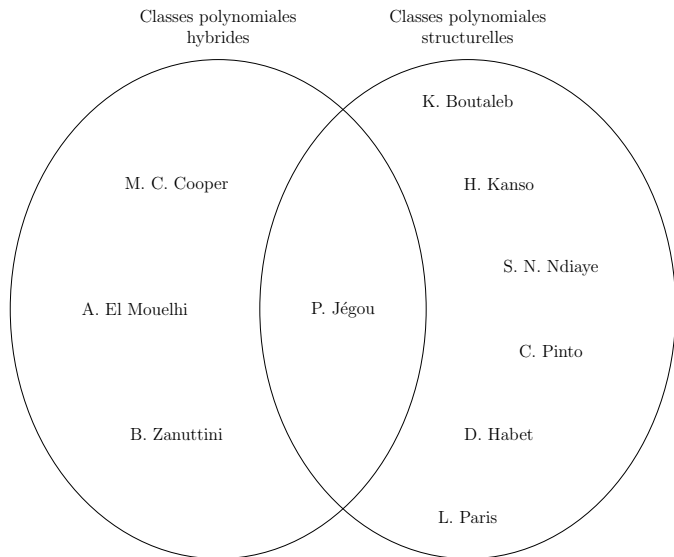 Classes polynomiales
hybrides
Classes polynomiales
structurelles
K. Boutaleb
M. C. Cooper
H. Kanso
S. N. Ndiaye
A. El Mouelhi
P. Jégou
C. Pinto
B. Zanuttini
D. Habet
L. Paris